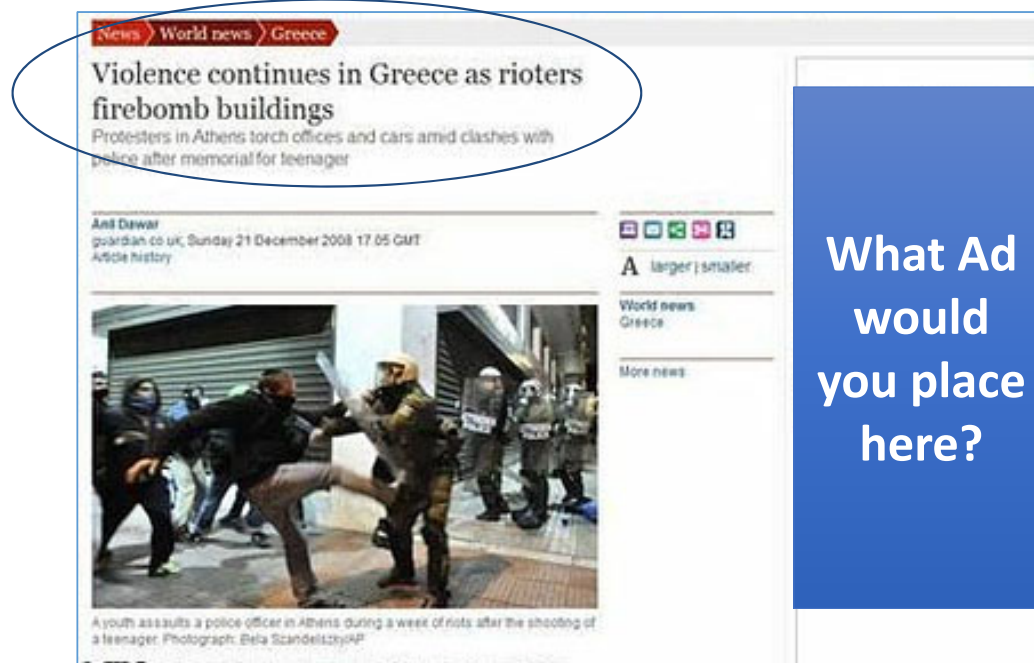 News World news Greece
Violence continues in Greece as rioters
firebomb buildings
Protesters in Athens torch offices and cars amid clashes with
police after memorial for teenager
Anil Dawar
guardian.co.uk, Sunday 21 December 2008 17.05 GMT
Article history
A larger | smaller
World news
Greece
More news
What Ad
would
you place
here?
A youth assaults a police officer in Athens during a week of riots after the shooting of
a teenager. Photograph: Bela Szandelszky/AP